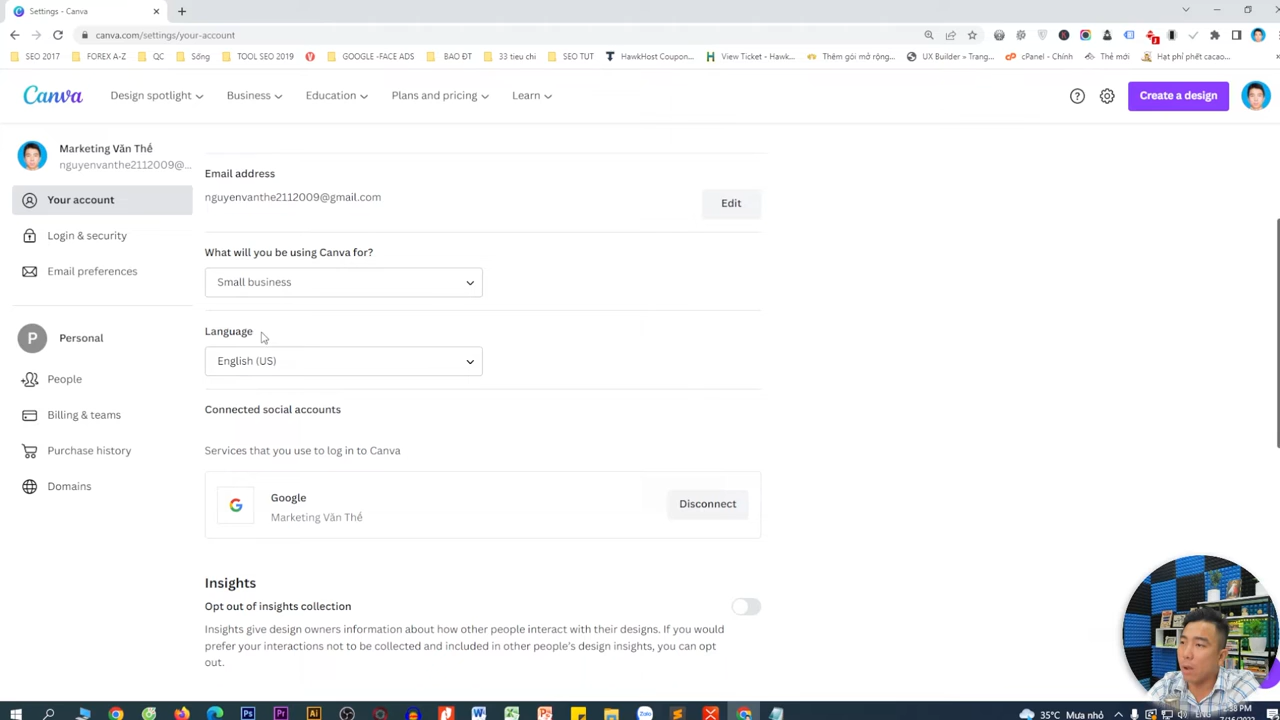 Settings - Canva
canva.com/settings/your-account
SEO 2017
FOREX A-Z
QC
Sống
TOOL SEO 2019
GOOGLE -FACE ADS
BAO ĐT
33 tieu chi
SEO TUT
HawkHost Coupon...
View Ticket - Hawk...
Thêm gói mở rộng...
UX Builder » Trang...
cPanel - Chính
Thẻ mới
Hạt phỉ phết cacao...
Canva
Design spotlight
Business
Education
Plans and pricing
Learn
Create a design
Marketing Văn Thế
nguyenvanthe2112009@...
Your account
Login & security
Email preferences
P
Personal
People
Billing & teams
Purchase history
Domains
Email address
nguyenvanthe2112009@gmail.com
Edit
What will you be using Canva for?
Small business
Language
English (US)
Connected social accounts
Services that you use to log in to Canva
Google
Marketing Văn Thế
Disconnect
Insights
Opt out of insights collection
Insights give design owners information about how other people interact with their designs. If you would
prefer your interactions not to be collected and included in other people's design insights, you can opt
out.
35°C Mưa nhỏ
ENG